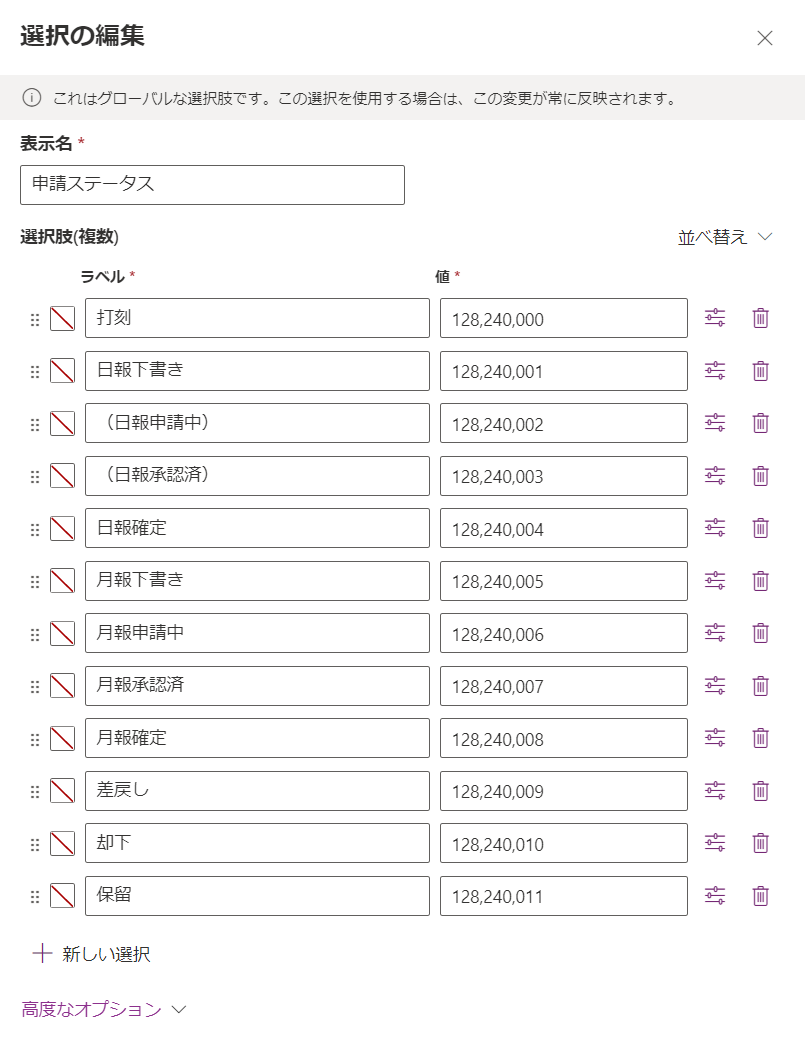 選択の編集
これはグローバルな選択肢です。この選択を使用する場合は、この変更が常に反映されます。
表示名 *
申請ステータス
選択肢(複数) 並べ替え
ラベル * 値 *
打刻 128,240,000
日報下書き 128,240,001
（日報申請中） 128,240,002
（日報承認済） 128,240,003
日報確定 128,240,004
月報下書き 128,240,005
月報申請中 128,240,006
月報承認済 128,240,007
月報確定 128,240,008
差戻し 128,240,009
却下 128,240,010
保留 128,240,011
新しい選択
高度なオプション